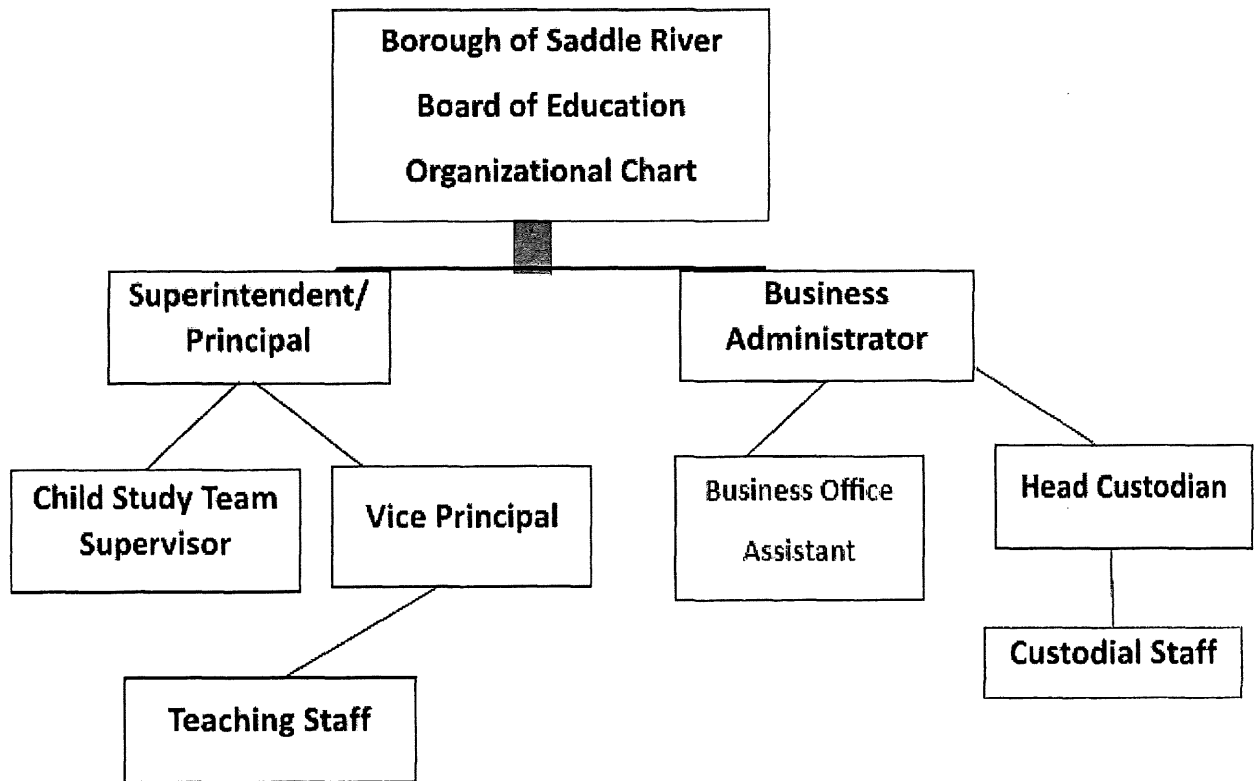 Borough of Saddle River
Board of Education
Organizational Chart
Superintendent/
Principal
Business
Administrator
Child Study Team
Supervisor
Vice Principal
Business Office
Assistant
Head Custodian
Teaching Staff
Custodial Staff